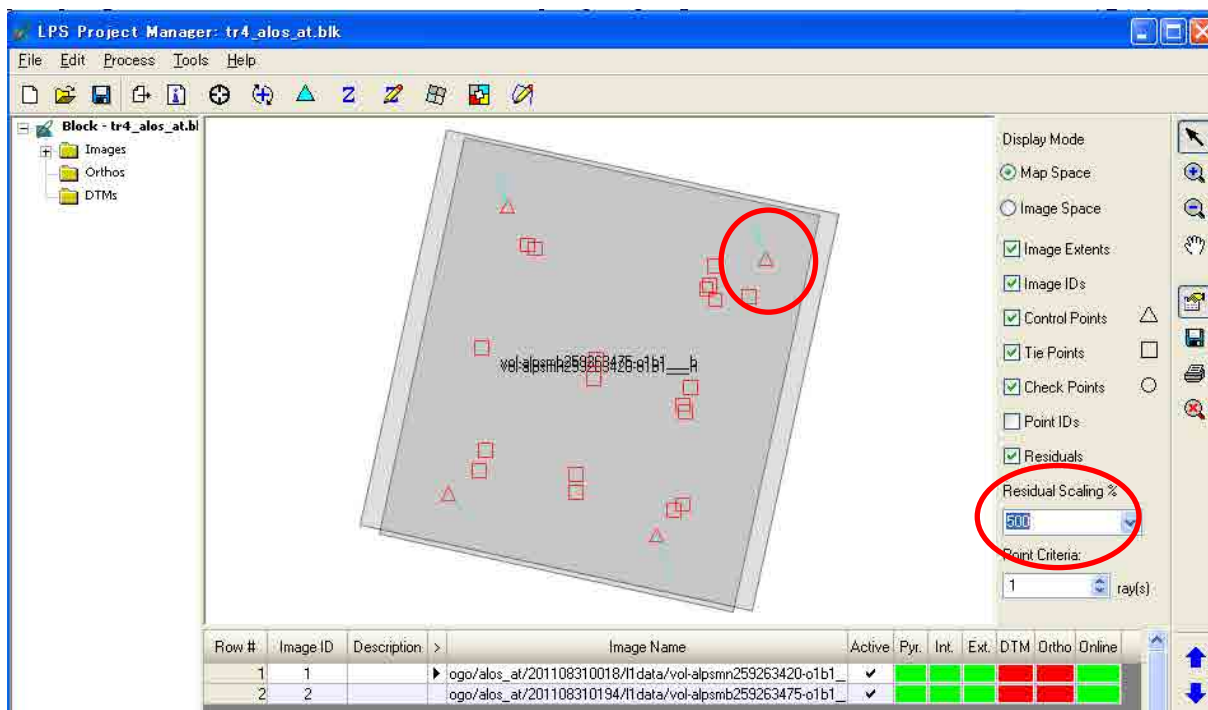 LPS Project Manager: tr4_alos_at.blk
File Edit Process Tools Help
Z Z
Block - tr4_alos_at.bl
Images
Orthos
DTMs
Display Mode
Map Space
Image Space
Image Extents
Image IDs
Control Points
Tie Points
Check Points
Point IDs
Residuals
Residual Scaling %
500
Point Criteria:
1 ray(s)
Row # Image ID Description > Image Name Active Pyr. Int. Ext. DTM Ortho Online
1 1 ogo/alos_at/201108310018/l1data/vol-alpsmn259263420-o1b1_
2 2 ogo/alos_at/201108310194/l1data/vol-alpsmb259263475-o1b1_